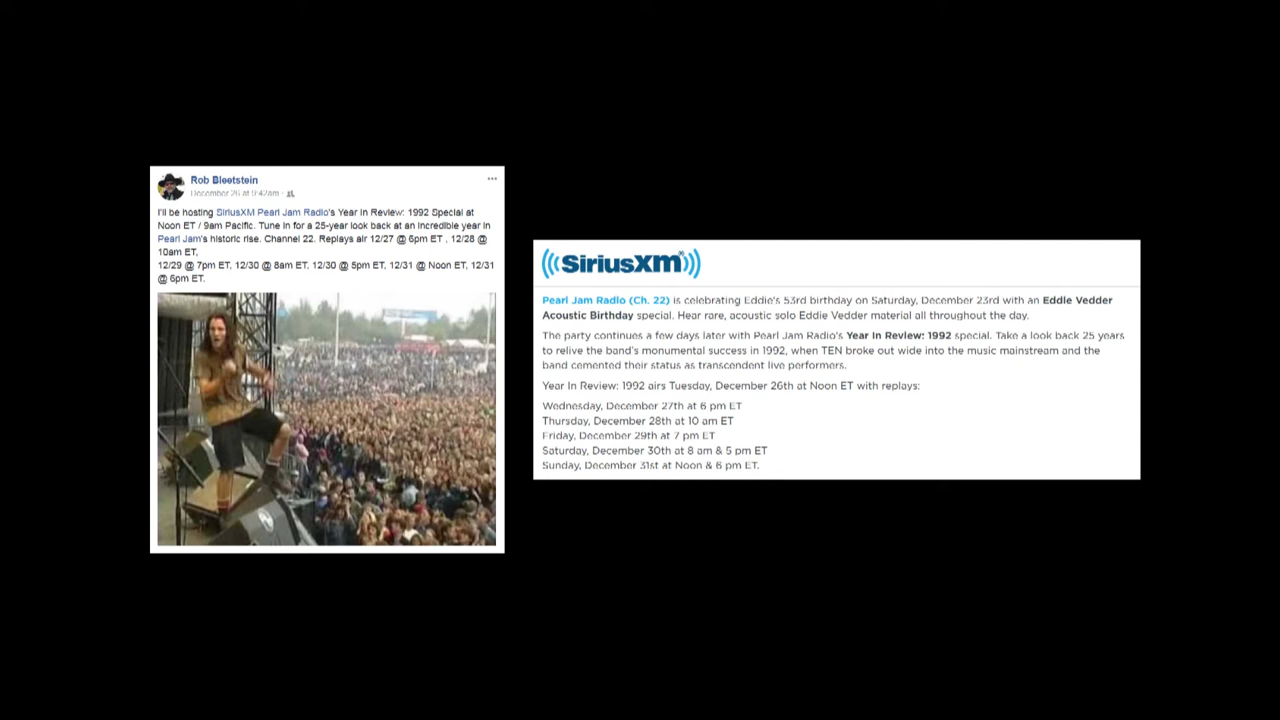 Rob Bleetstein
December 26 at 9:42am
I'll be hosting SiriusXM Pearl Jam Radio's Year In Review: 1992 Special at
Noon ET / 9am Pacific. Tune in for a 25-year look back at an incredible year in
Pearl Jam's historic rise. Channel 22. Replays air 12/27 @ 6pm ET , 12/28 @
10am ET,
12/29 @ 7pm ET, 12/30 @ 8am ET, 12/30 @ 5pm ET, 12/31 @ Noon ET, 12/31
@ 6pm ET.
SiriusXM
Pearl Jam Radio (Ch. 22) is celebrating Eddie's 53rd birthday on Saturday, December 23rd with an Eddie Vedder
Acoustic Birthday special. Hear rare, acoustic solo Eddie Vedder material all throughout the day.
The party continues a few days later with Pearl Jam Radio's Year In Review: 1992 special. Take a look back 25 years
to relive the band's monumental success in 1992, when TEN broke out wide into the music mainstream and the
band cemented their status as transcendent live performers.
Year In Review: 1992 airs Tuesday, December 26th at Noon ET with replays:
Wednesday, December 27th at 6 pm ET
Thursday, December 28th at 10 am ET
Friday, December 29th at 7 pm ET
Saturday, December 30th at 8 am & 5 pm ET
Sunday, December 31st at Noon & 6 pm ET.